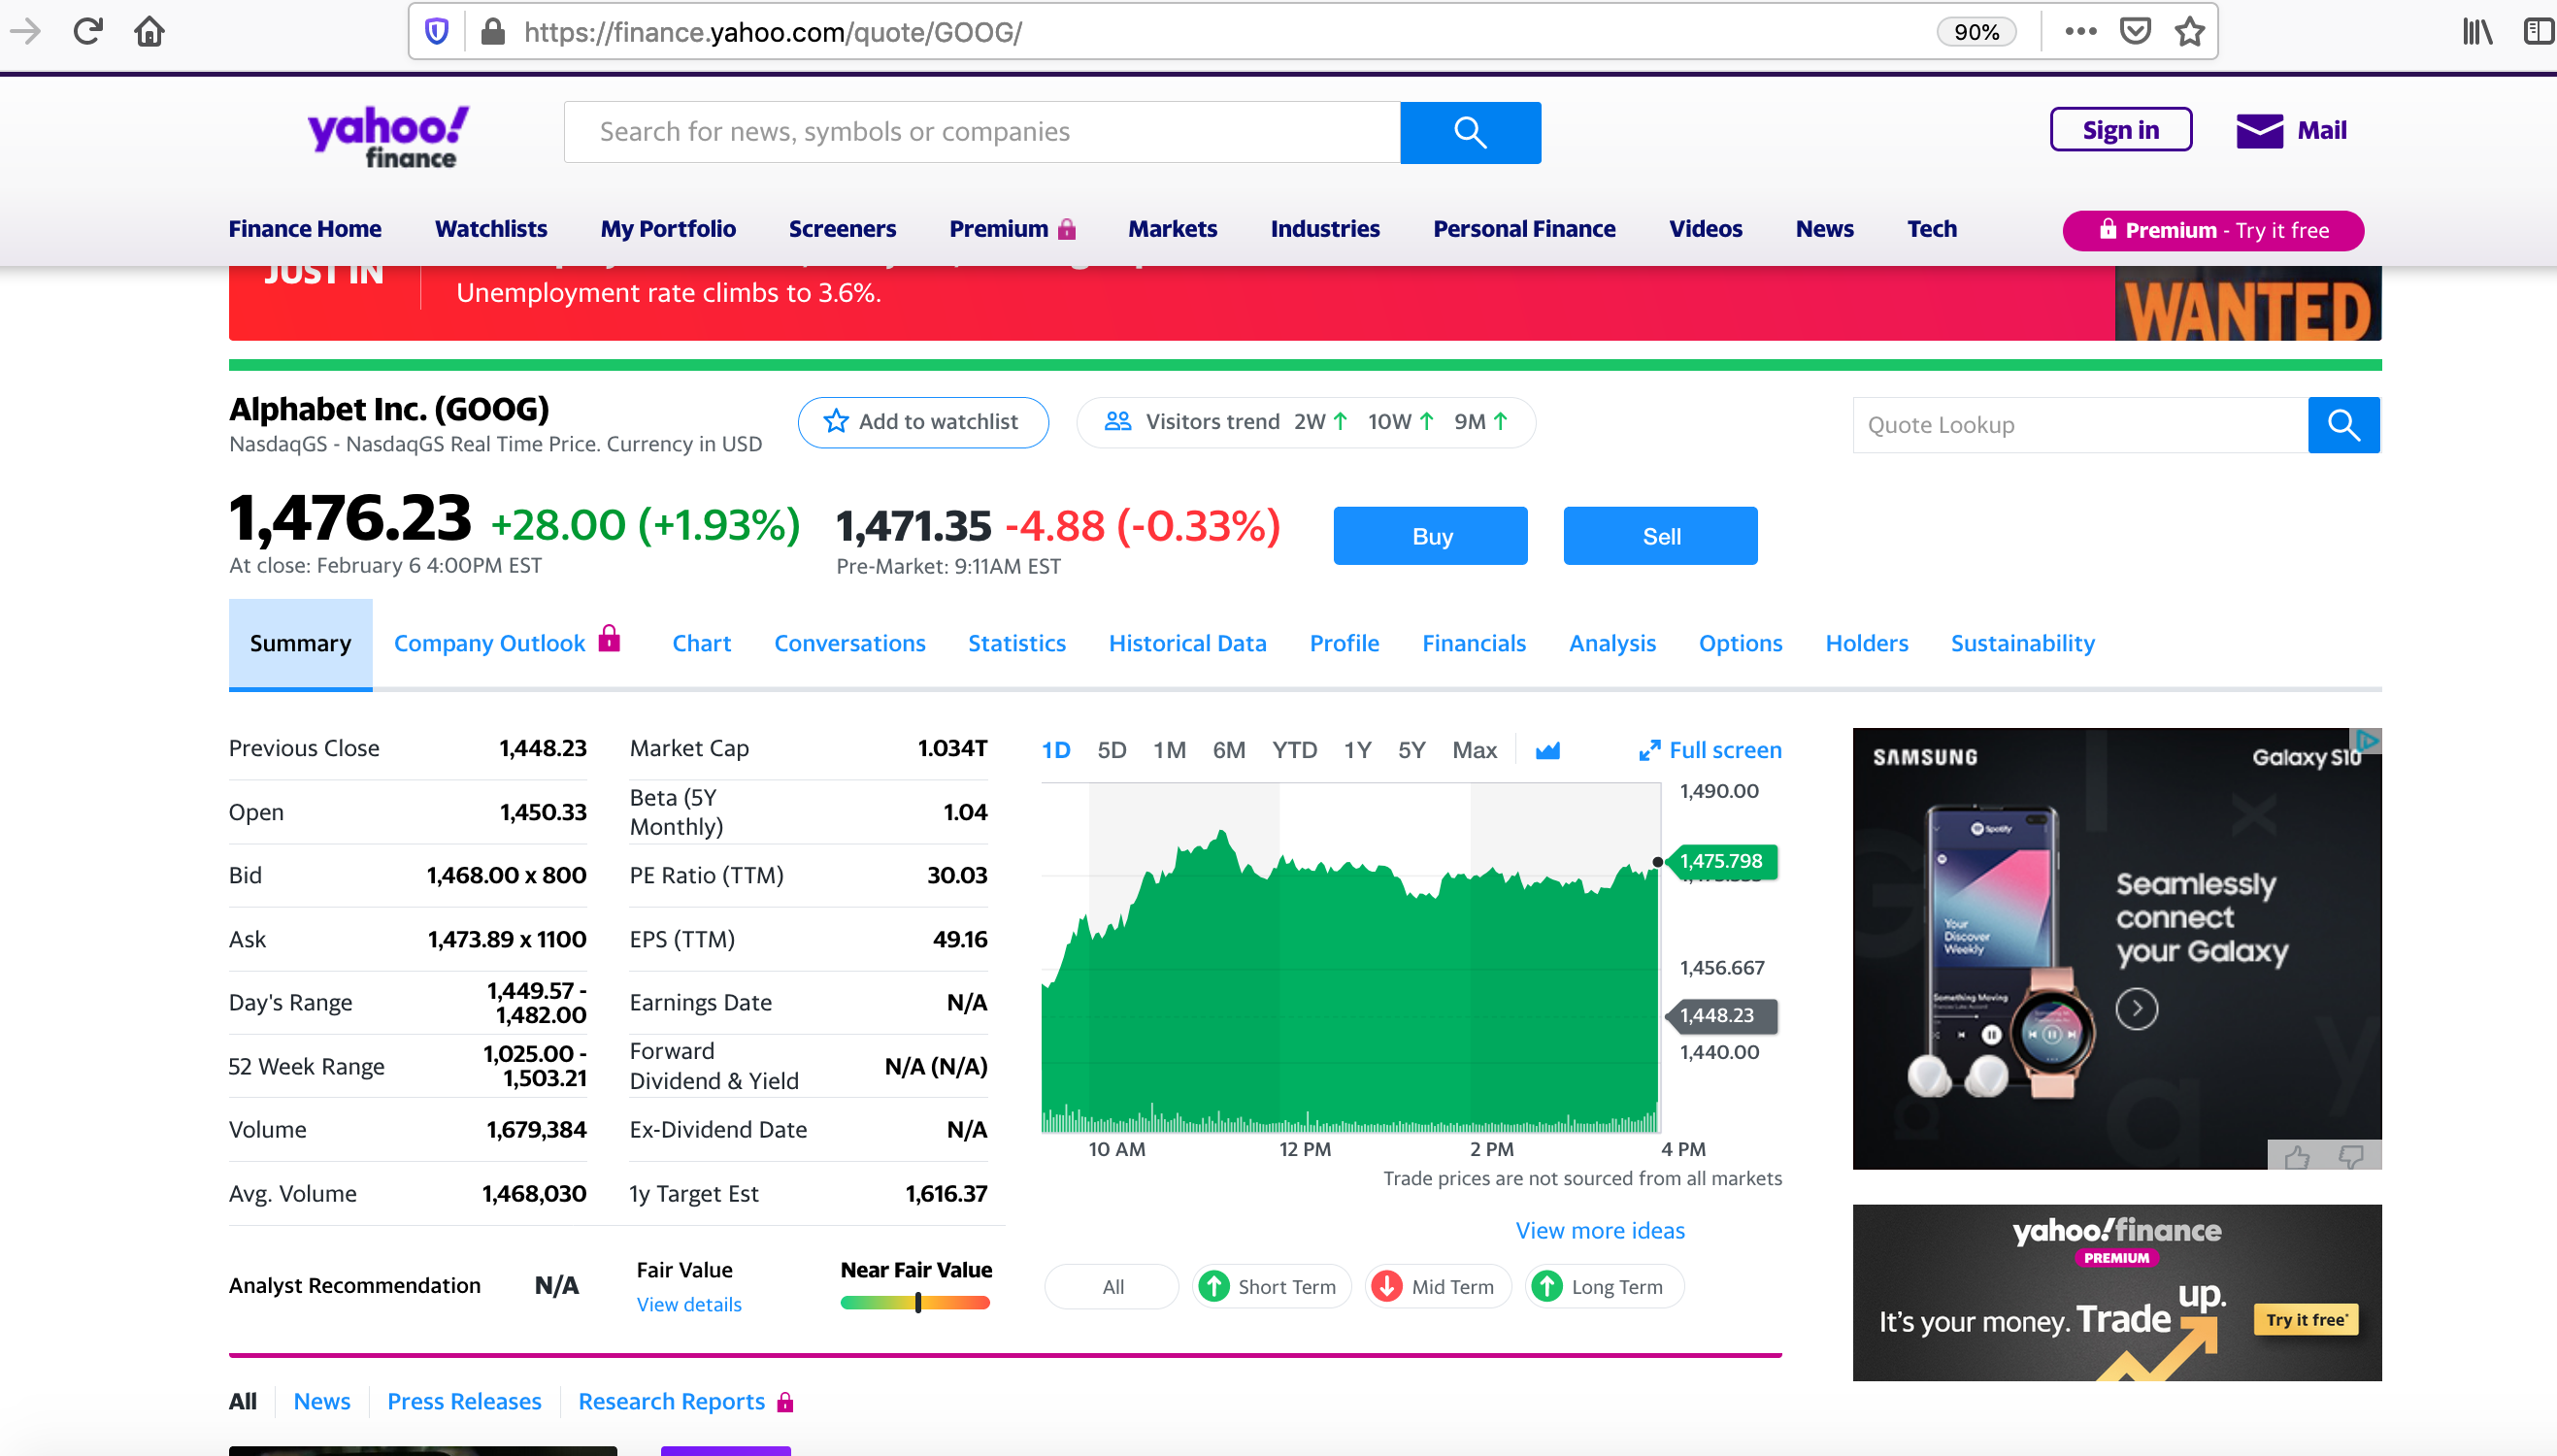 https://finance.yahoo.com/quote/GOOG/
90%
yahoo!
finance
Search for news, symbols or companies
Sign in
Mail
Finance Home Watchlists My Portfolio Screeners Premium Markets Industries Personal Finance Videos News Tech
Premium - Try it free
JUST IN
Unemployment rate climbs to 3.6%.
WANTED
Alphabet Inc. (GOOG)
NasdaqGS - NasdaqGS Real Time Price. Currency in USD
Add to watchlist
Visitors trend 2W 10W 9M
Quote Lookup
1,476.23 +28.00 (+1.93%)
At close: February 6 4:00PM EST
1,471.35 -4.88 (-0.33%)
Pre-Market: 9:11AM EST
Buy
Sell
Summary Company Outlook Chart Conversations Statistics Historical Data Profile Financials Analysis Options Holders Sustainability
Previous Close 1,448.23
Open 1,450.33
Bid 1,468.00 x 800
Ask 1,473.89 x 1100
Day's Range 1,449.57 -
1,482.00
52 Week Range 1,025.00 -
1,503.21
Volume 1,679,384
Avg. Volume 1,468,030
Market Cap 1.034T
Beta (5Y
Monthly) 1.04
PE Ratio (TTM) 30.03
EPS (TTM) 49.16
Earnings Date N/A
Forward
Dividend & Yield N/A (N/A)
Ex-Dividend Date N/A
1y Target Est 1,616.37
1D 5D 1M 6M YTD 1Y 5Y Max
Full screen
1,490.00
1,475.798
1,456.667
1,448.23
1,440.00
10 AM 12 PM 2 PM 4 PM
Trade prices are not sourced from all markets
View more ideas
All Short Term Mid Term Long Term
Analyst Recommendation N/A
Fair Value
View details
Near Fair Value
SAMSUNG
Galaxy S10
Spotify
Your
Discover
Weekly
Something Moving
Seamlessly
connect
your Galaxy
yahoo!finance
PREMIUM
It's your money. Trade up.
Try it free*
All News Press Releases Research Reports